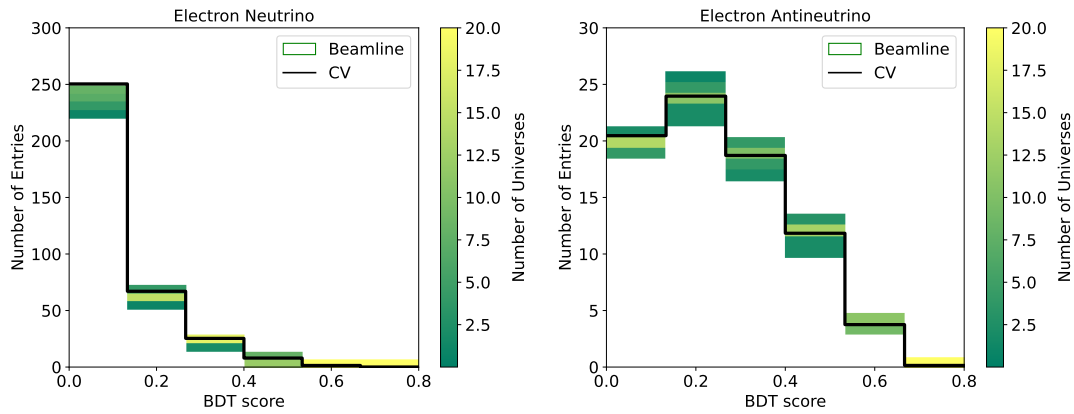 Electron Neutrino
300
250
200
150
100
50
0
Number of Entries
0.0 0.2 0.4 0.6 0.8
BDT score
Beamline
CV
20.0
17.5
15.0
12.5
10.0
7.5
5.0
2.5
Number of Universes
Electron Antineutrino
30
25
20
15
10
5
0
Number of Entries
0.0 0.2 0.4 0.6 0.8
BDT score
Beamline
CV
20.0
17.5
15.0
12.5
10.0
7.5
5.0
2.5
Number of Universes